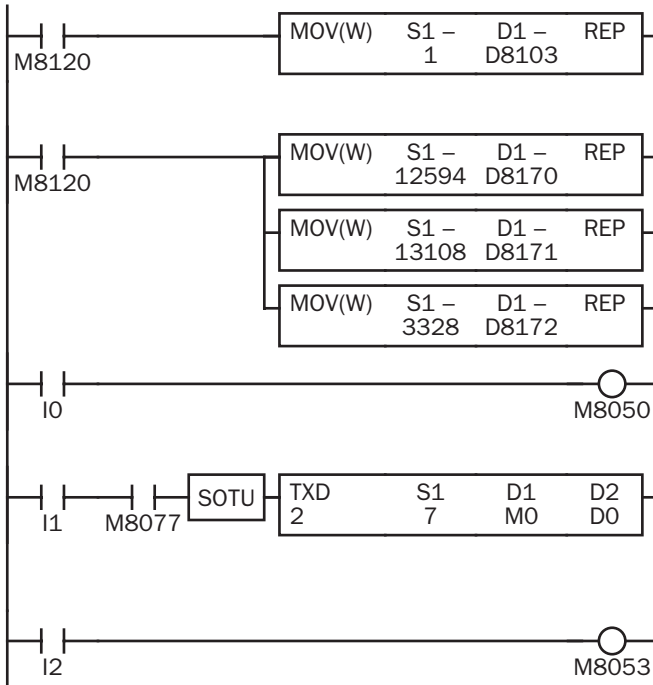 MOV(W) S1 – D1 – REP
1 D8103
M8120
MOV(W) S1 – D1 – REP
12594 D8170
M8120
MOV(W) S1 – D1 – REP
13108 D8171
MOV(W) S1 – D1 – REP
3328 D8172
I0 M8050
SOTU TXD S1 D1 D2
2 7 M0 D0
I1 M8077
I2 M8053